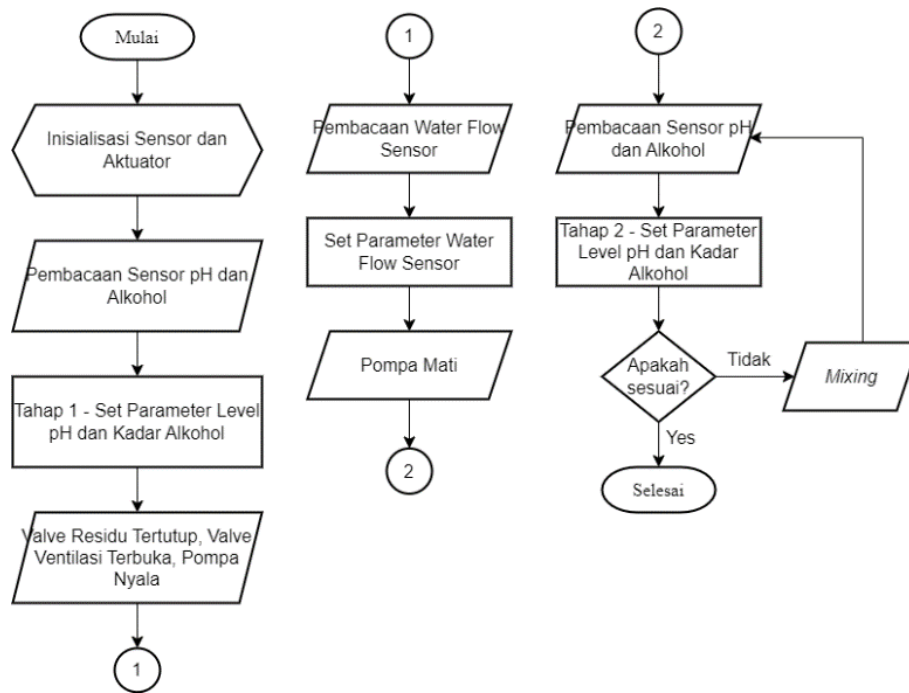 Mulai
Inisialisasi Sensor dan
Aktuator
Pembacaan Sensor pH dan
Alkohol
Tahap 1 - Set Parameter Level
pH dan Kadar Alkohol
Valve Residu Tertutup, Valve
Ventilasi Terbuka, Pompa
Nyala
1
1
Pembacaan Water Flow
Sensor
Set Parameter Water
Flow Sensor
Pompa Mati
2
2
Pembacaan Sensor pH
dan Alkohol
Tahap 2 - Set Parameter
Level pH dan Kadar
Alkohol
Apakah
sesuai?
Tidak
Mixing
Yes
Selesai